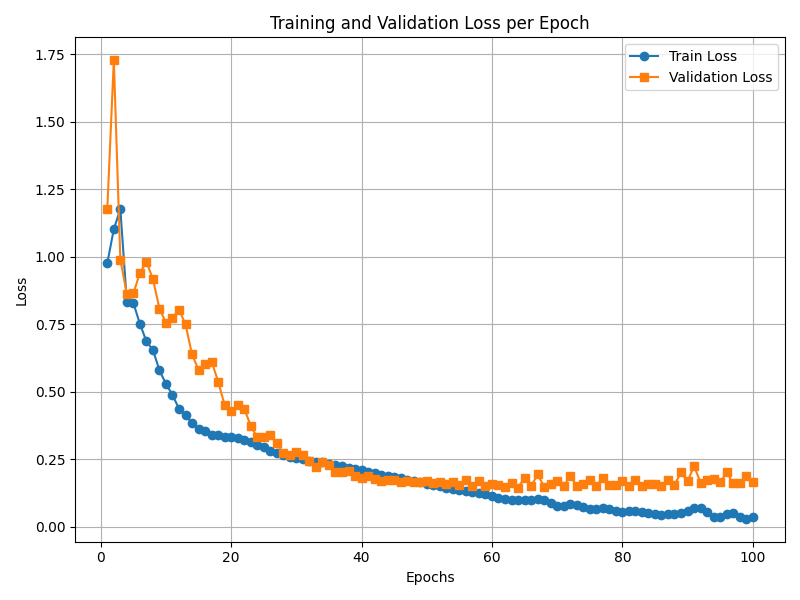 Training and Validation Loss per Epoch
Train Loss
Validation Loss
1.75
1.50
1.25
1.00
0.75
0.50
0.25
0.00
Loss
0 20 40 60 80 100
Epochs